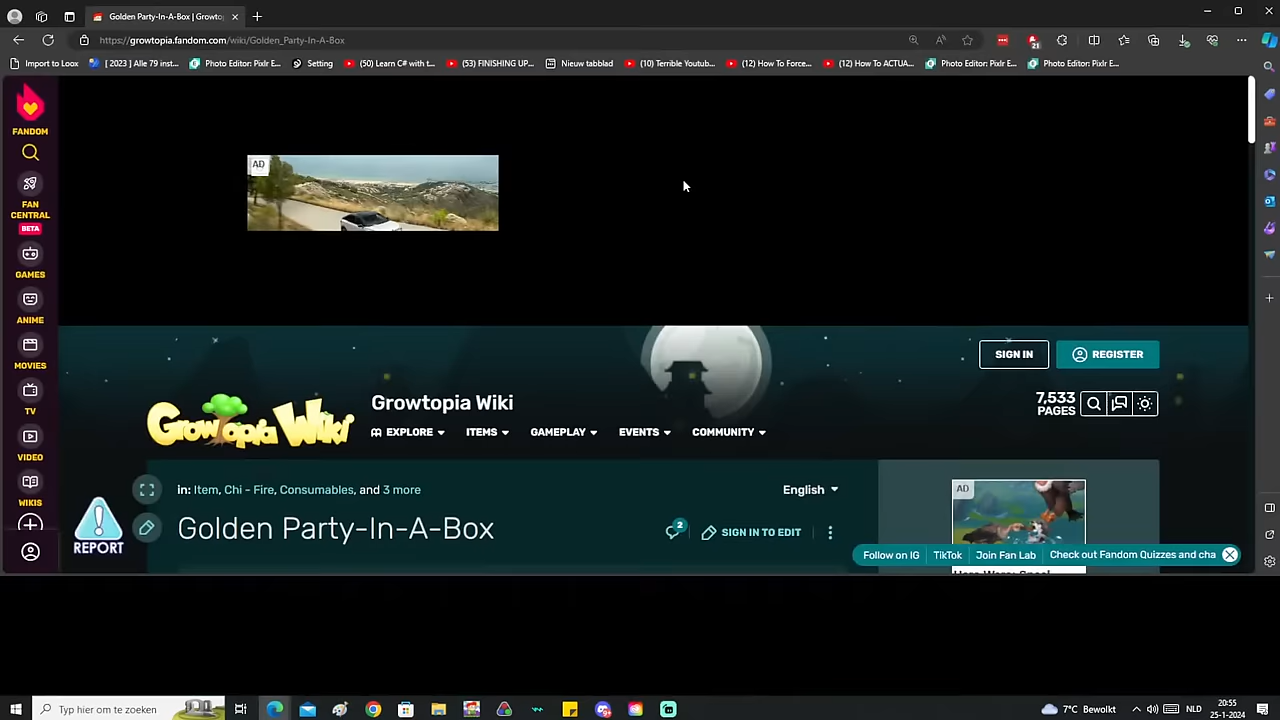 Golden Party-In-A-Box | Growto
https://growtopia.fandom.com/wiki/Golden_Party-In-A-Box
21
Import to Loox
[ 2023 ] Alle 79 inst...
Photo Editor: Pixlr E...
Setting
(50) Learn C# with t...
(53) FINISHING UP...
Nieuw tabblad
(10) Terrible Youtub...
(12) How To Force...
(12) How To ACTUA...
Photo Editor: Pixlr E...
Photo Editor: Pixlr E...
FANDOM
FAN CENTRAL
BETA
GAMES
ANIME
MOVIES
TV
VIDEO
WIKIS
AD
SIGN IN
REGISTER
Growtopia Wiki
Growtopia Wiki
7,533 PAGES
EXPLORE
ITEMS
GAMEPLAY
EVENTS
COMMUNITY
in: Item, Chi - Fire, Consumables, and 3 more
English
AD
REPORT
Golden Party-In-A-Box
2
SIGN IN TO EDIT
Follow on IG
TikTok
Join Fan Lab
Check out Fandom Quizzes and cha
Typ hier om te zoeken
7°C Bewolkt
NLD
20:55
25-1-2024